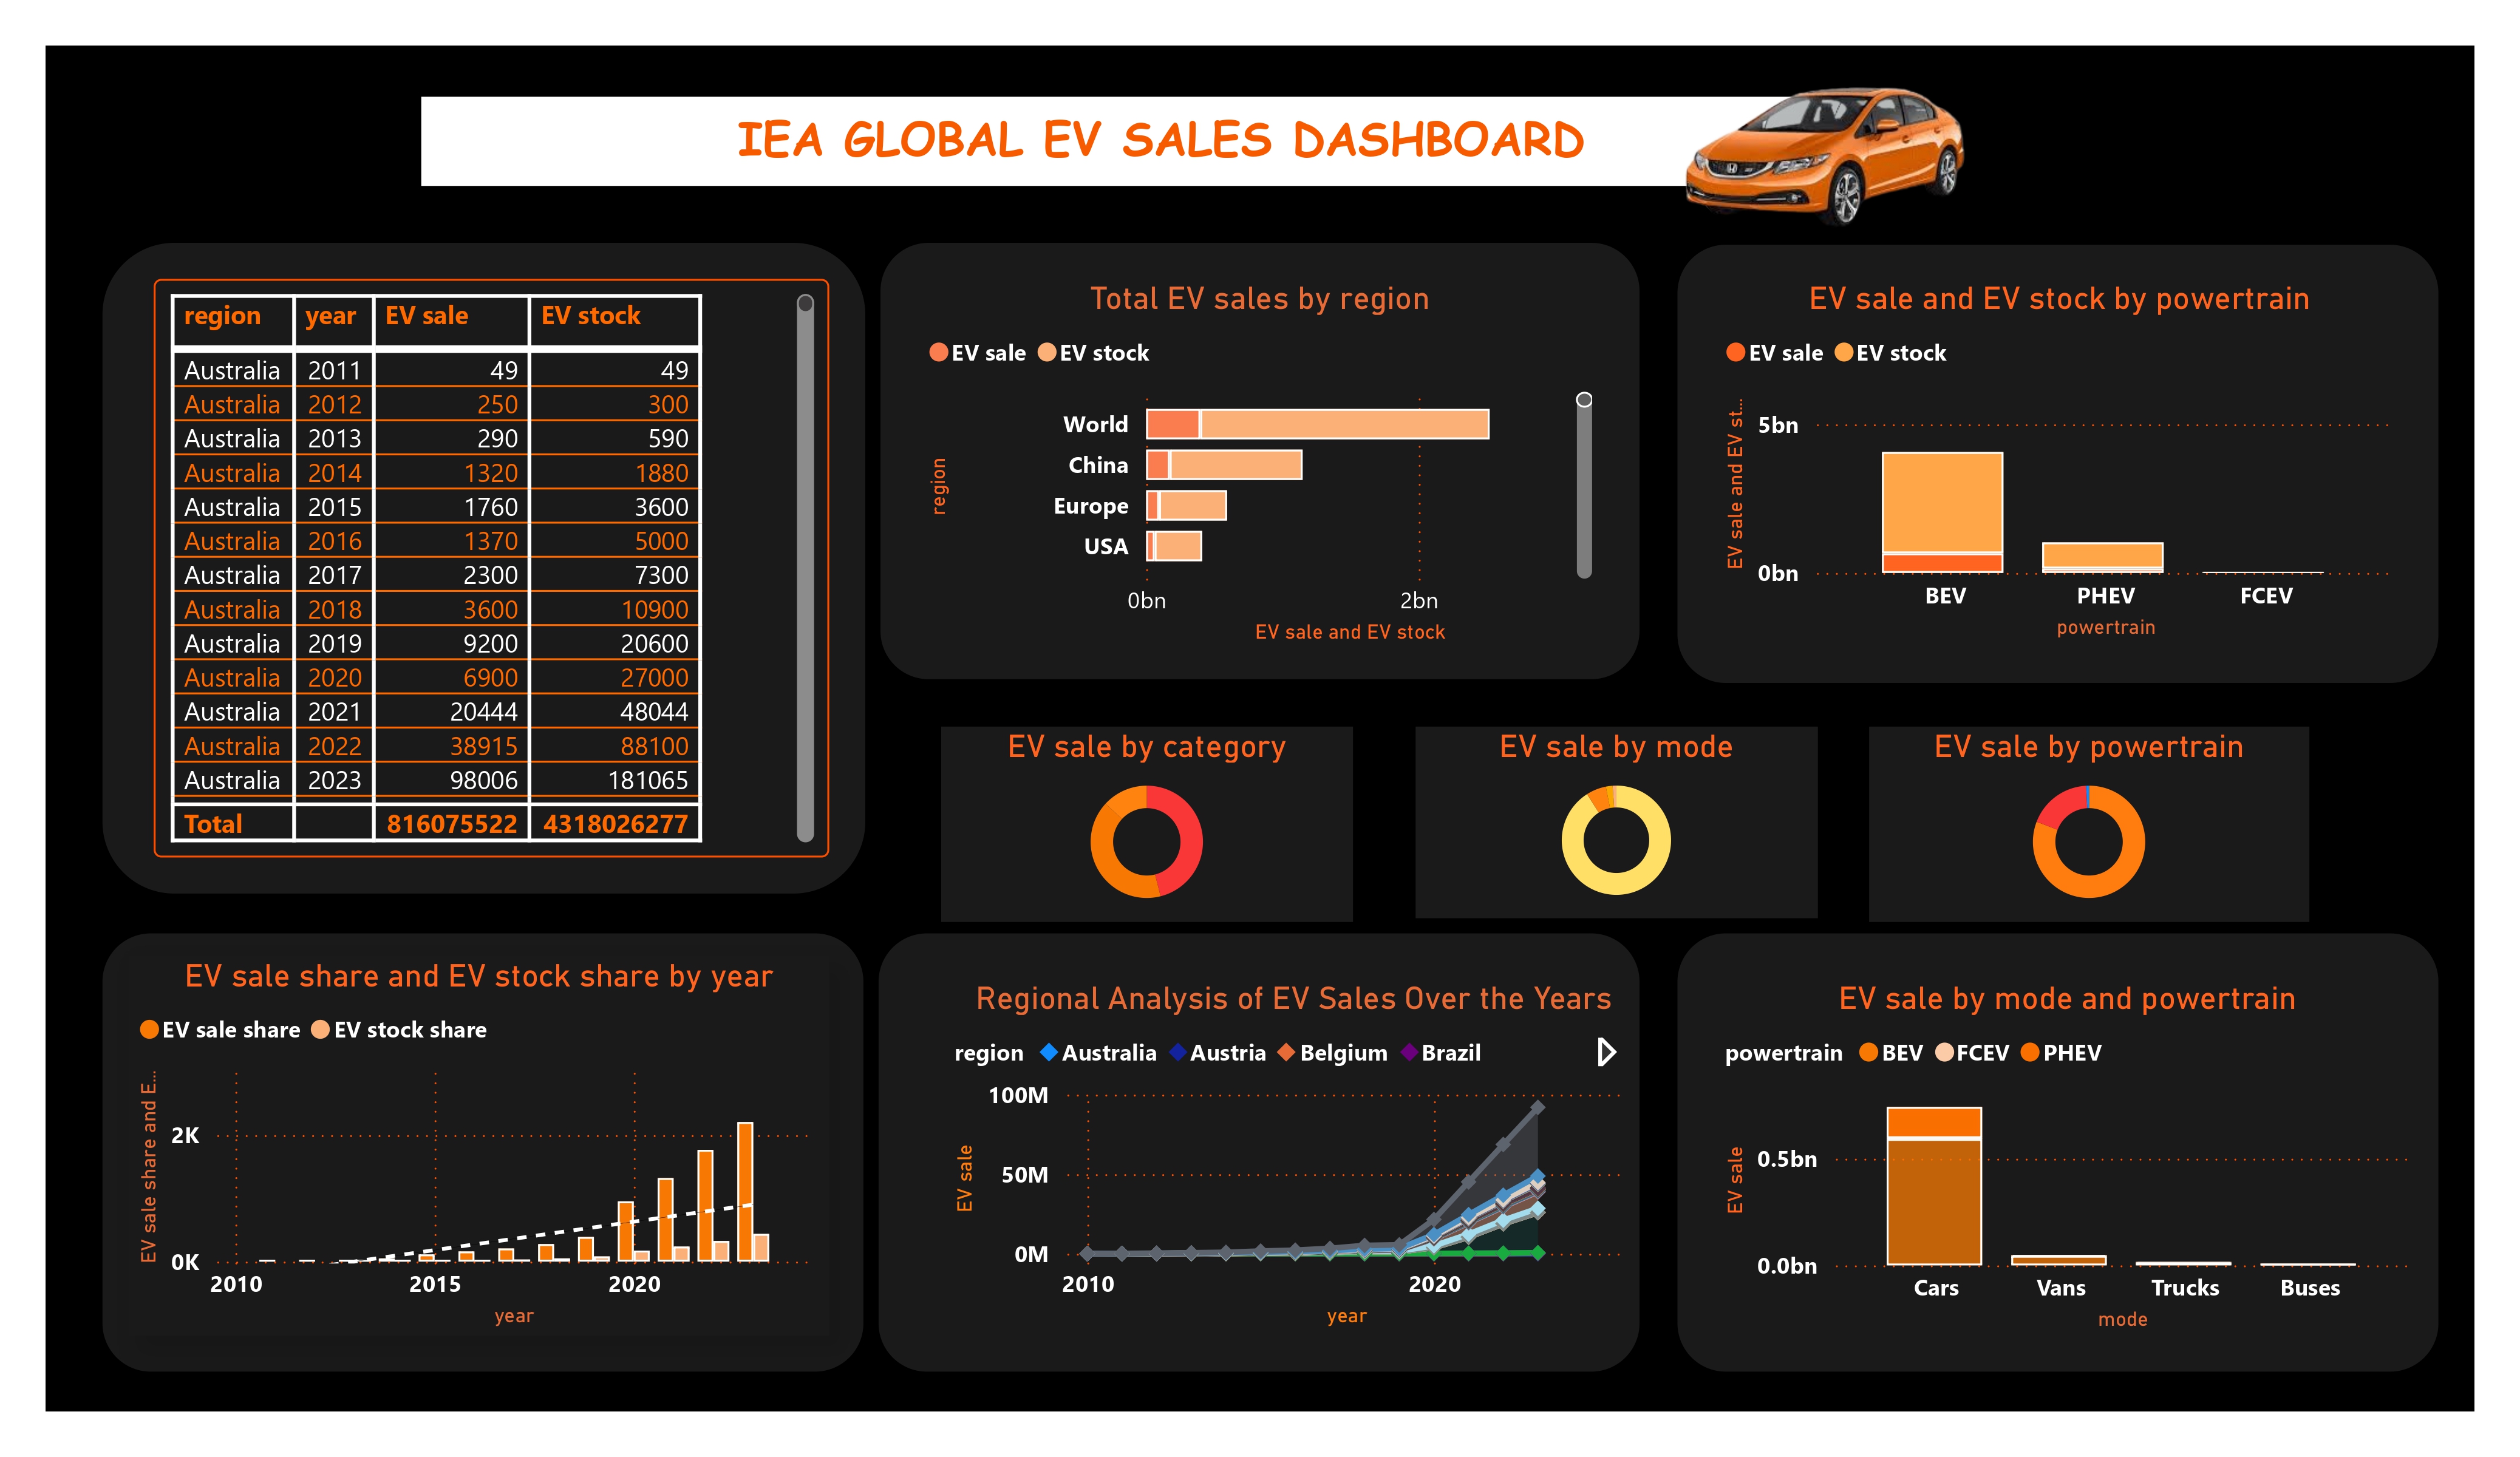 IEA GLOBAL EV SALES DASHBOARD
region year EV sale EV stock
Australia 2011 49 49
Australia 2012 250 300
Australia 2013 290 590
Australia 2014 1320 1880
Australia 2015 1760 3600
Australia 2016 1370 5000
Australia 2017 2300 7300
Australia 2018 3600 10900
Australia 2019 9200 20600
Australia 2020 6900 27000
Australia 2021 20444 48044
Australia 2022 38915 88100
Australia 2023 98006 181065
Total 816075522 4318026277
Total EV sales by region
EV sale EV stock
region
World
China
Europe
USA
0bn 2bn
EV sale and EV stock
EV sale and EV stock by powertrain
EV sale EV stock
EV sale and EV st...
5bn
0bn
BEV PHEV FCEV
powertrain
EV sale by category
EV sale by mode
EV sale by powertrain
EV sale share and EV stock share by year
EV sale share EV stock share
EV sale share and E...
2K
0K
2010 2015 2020
year
Regional Analysis of EV Sales Over the Years
region Australia Austria Belgium Brazil
EV sale
100M
50M
0M
2010 2020
year
EV sale by mode and powertrain
powertrain BEV FCEV PHEV
EV sale
0.5bn
0.0bn
Cars Vans Trucks Buses
mode